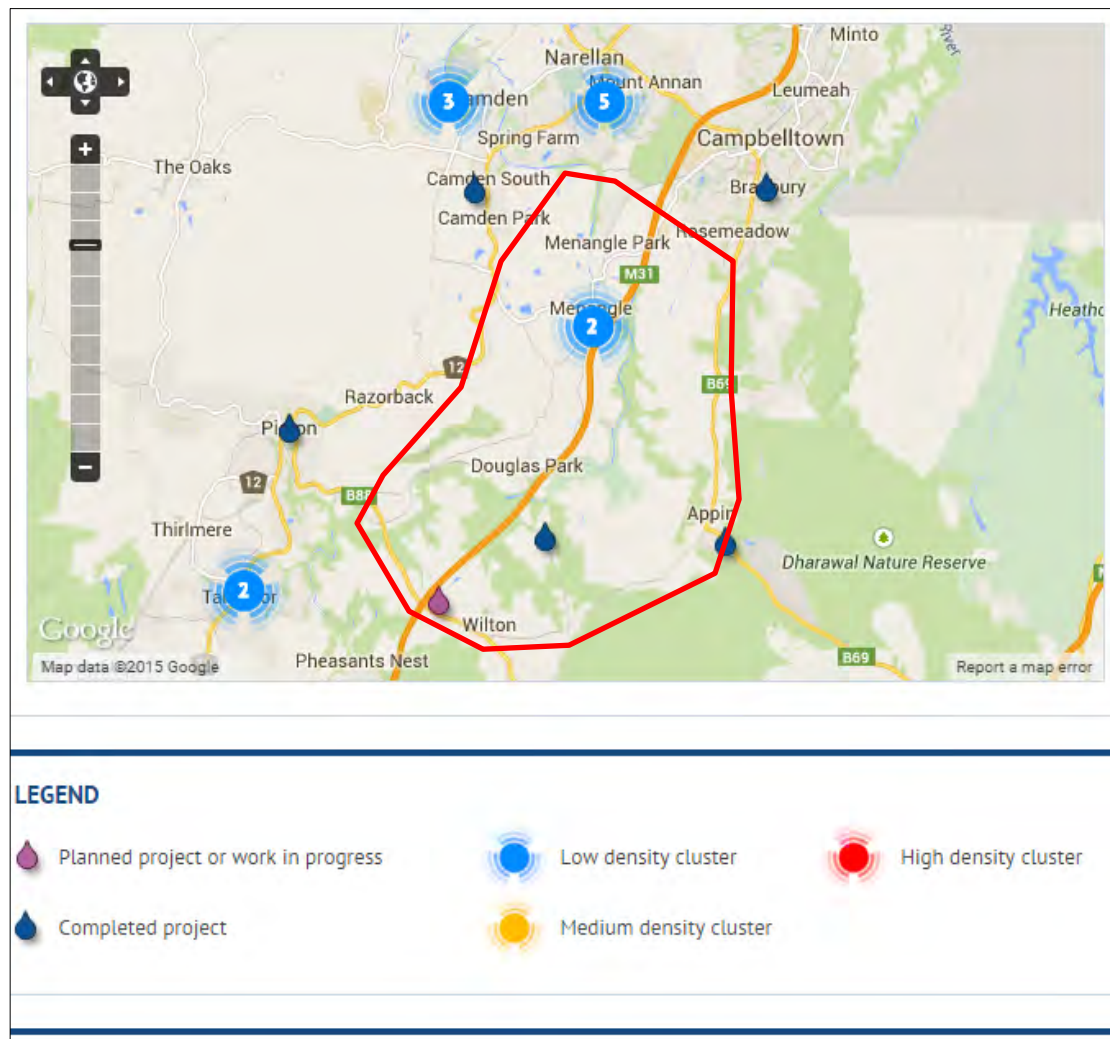 Minto
Narellan
Mount Annan
Leumeah
3
Camden
5
Spring Farm
Campbelltown
The Oaks
Camden South
Bradbury
Camden Park
Rosemeadow
Menangle Park
M31
Menangle
2
Heathc
12
B69
Razorback
Picton
Douglas Park
12
B88
Appin
Thirlmere
Dharawal Nature Reserve
2
Wilton
Google
Pheasants Nest
B69
Map data ©2015 Google
Report a map error
LEGEND
Planned project or work in progress
Low density cluster
High density cluster
Completed project
Medium density cluster